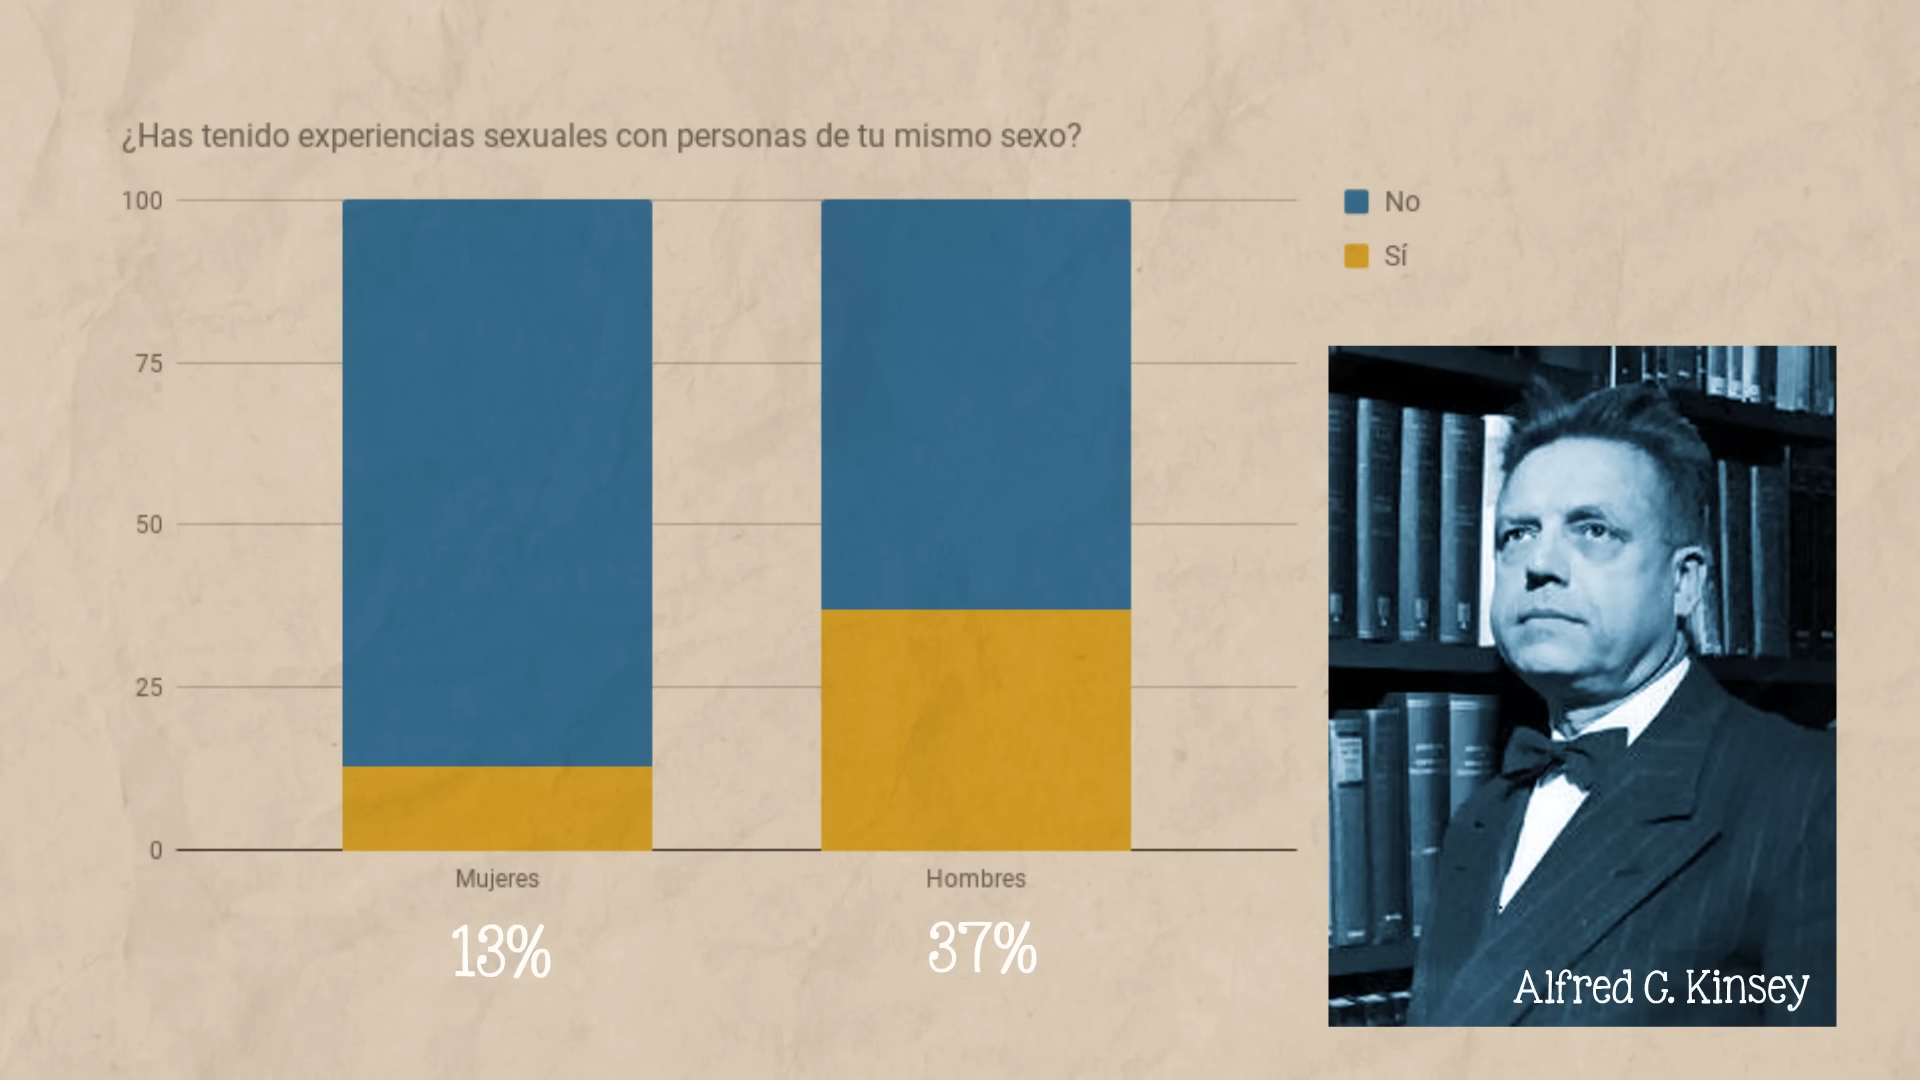 ¿Has tenido experiencias sexuales con personas de tu mismo sexo?
100
75
50
25
0
Mujeres
Hombres
13%
37%
No
Sí
Alfred C. Kinsey